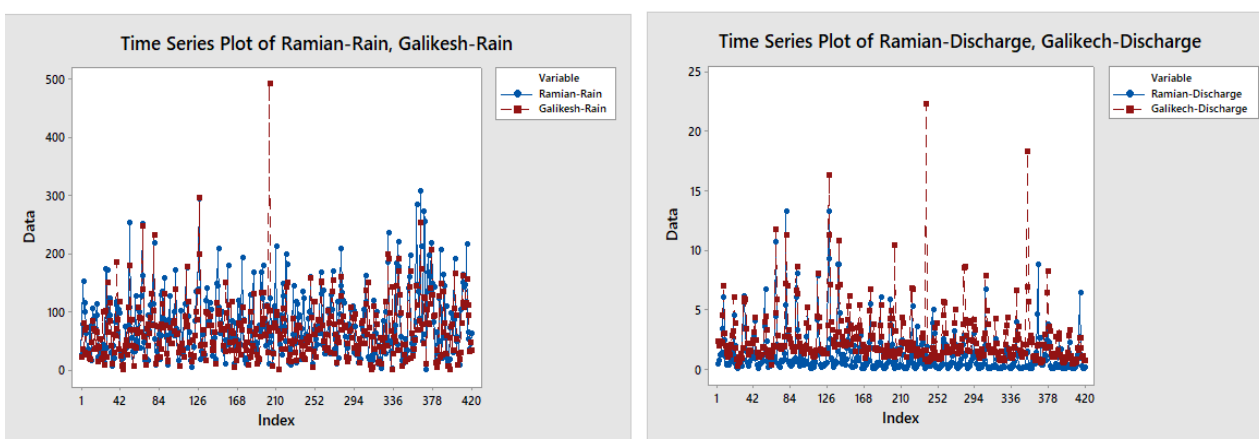 Time Series Plot of Ramian-Rain, Galikesh-Rain
500
400
300
200
100
0
Data
1 42 84 126 168 210 252 294 336 378 420
Index
Variable
Ramian-Rain
Galikesh-Rain
Time Series Plot of Ramian-Discharge, Galikech-Discharge
25
20
15
10
5
0
Data
1 42 84 126 168 210 252 294 336 378 420
Index
Variable
Ramian-Discharge
Galikech-Discharge